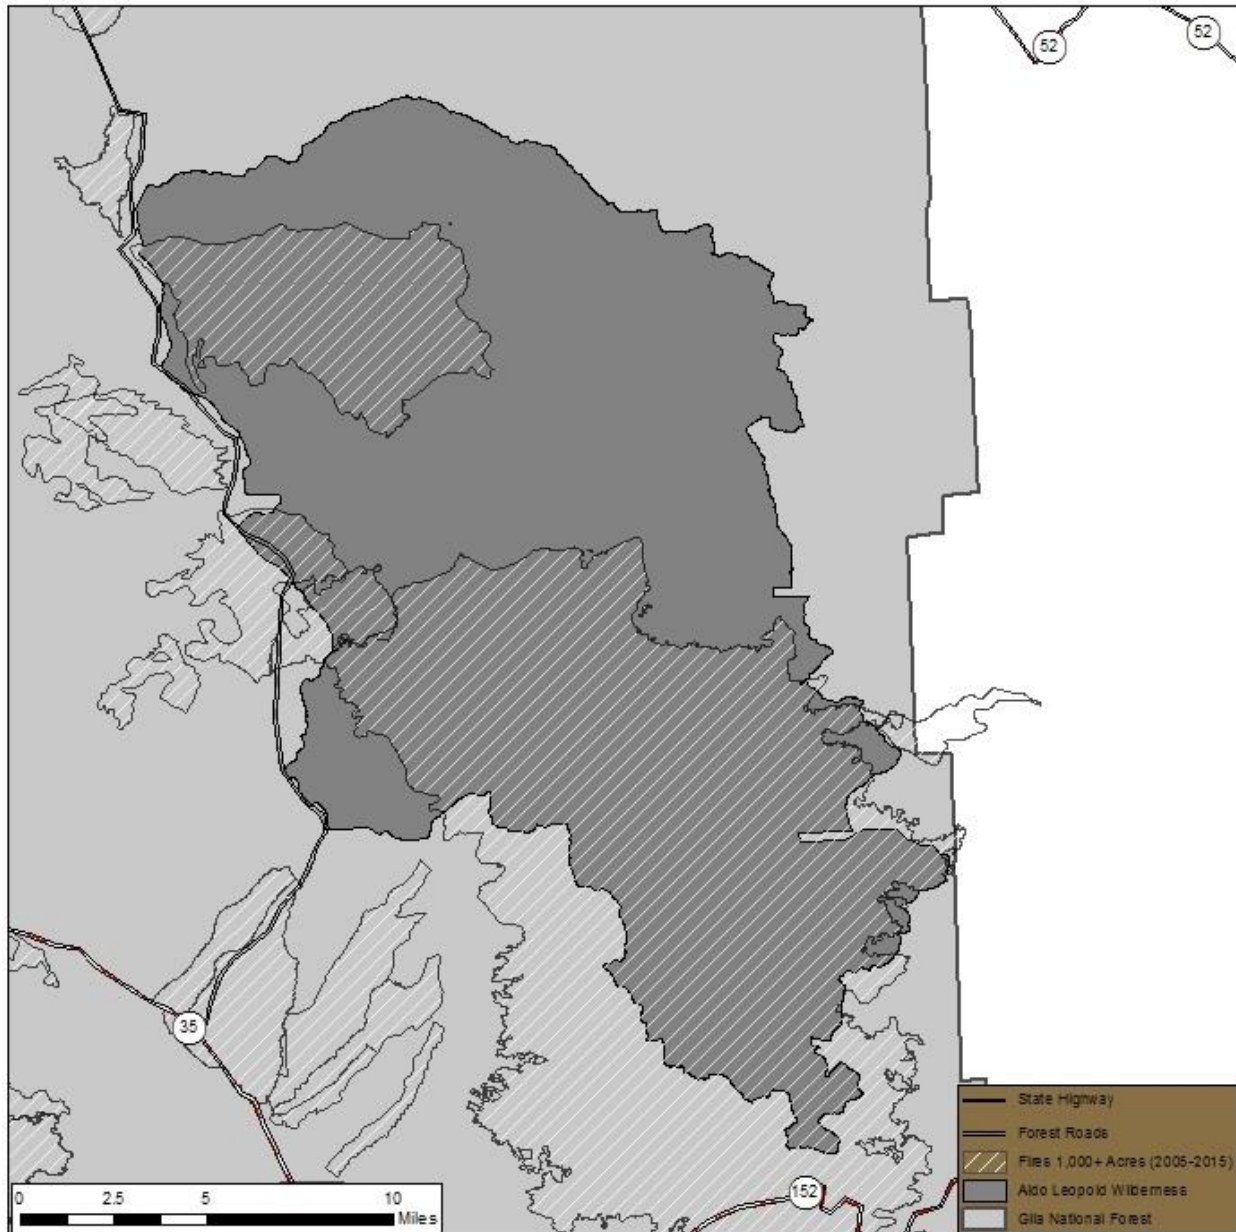 52
52
35
152
State Highway
Forest Roads
Fires 1,000+ Acres (2005-2015)
Aldo Leopold Wilderness
Gila National Forest
0 2.5 5 10
Miles